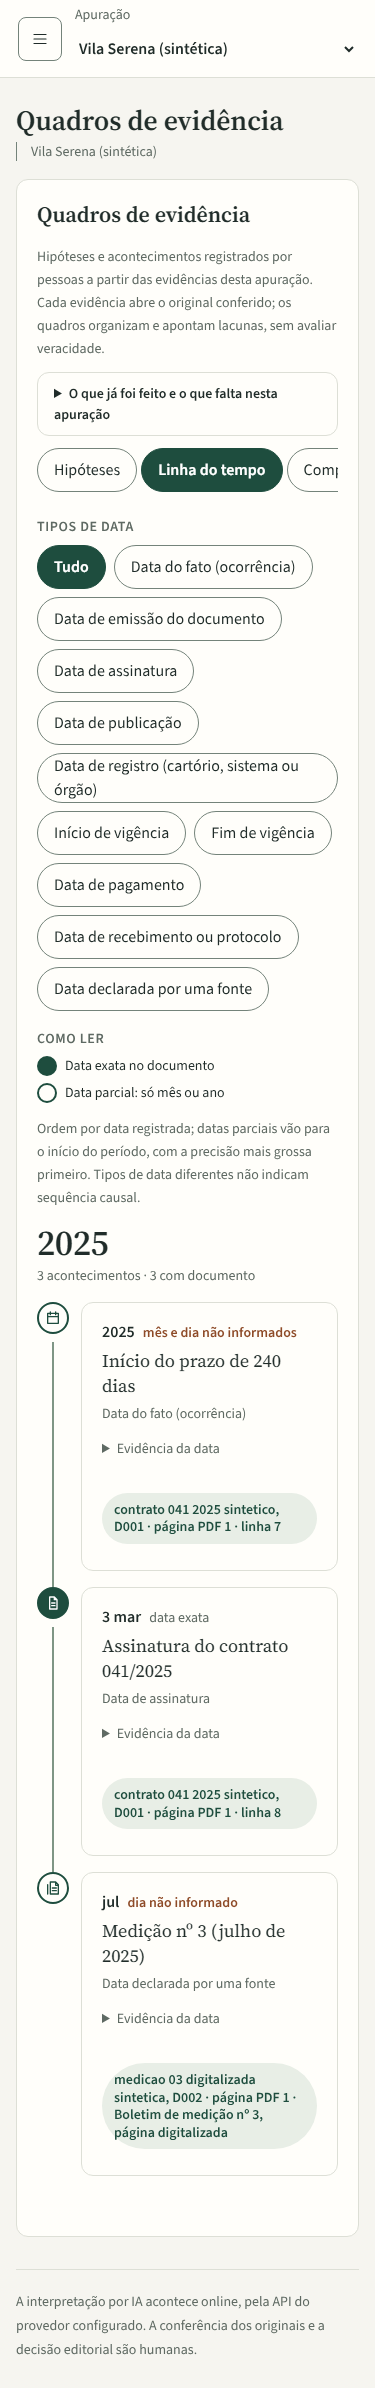 Apuração
Vila Serena (sintética)
Quadros de evidência
Vila Serena (sintética)
Quadros de evidência
Hipóteses e acontecimentos registrados por
pessoas a partir das evidências desta apuração.
Cada evidência abre o original conferido; os
quadros organizam e apontam lacunas, sem avaliar
veracidade.
O que já foi feito e o que falta nesta
apuração
Hipóteses
Linha do tempo
Comp
TIPOS DE DATA
Tudo
Data do fato (ocorrência)
Data de emissão do documento
Data de assinatura
Data de publicação
Data de registro (cartório, sistema ou
órgão)
Início de vigência
Fim de vigência
Data de pagamento
Data de recebimento ou protocolo
Data declarada por uma fonte
COMO LER
Data exata no documento
Data parcial: só mês ou ano
Ordem por data registrada; datas parciais vão para
o início do período, com a precisão mais grossa
primeiro. Tipos de data diferentes não indicam
sequência causal.
2025
3 acontecimentos · 3 com documento
2025 mês e dia não informados
Início do prazo de 240
dias
Data do fato (ocorrência)
Evidência da data
contrato 041 2025 sintetico,
D001 · página PDF 1 · linha 7
3 mar data exata
Assinatura do contrato
041/2025
Data de assinatura
Evidência da data
contrato 041 2025 sintetico,
D001 · página PDF 1 · linha 8
jul dia não informado
Medição nº 3 (julho de
2025)
Data declarada por uma fonte
Evidência da data
medicao 03 digitalizada
sintetica, D002 · página PDF 1 ·
Boletim de medição nº 3,
página digitalizada
A interpretação por IA acontece online, pela API do
provedor configurado. A conferência dos originais e a
decisão editorial são humanas.